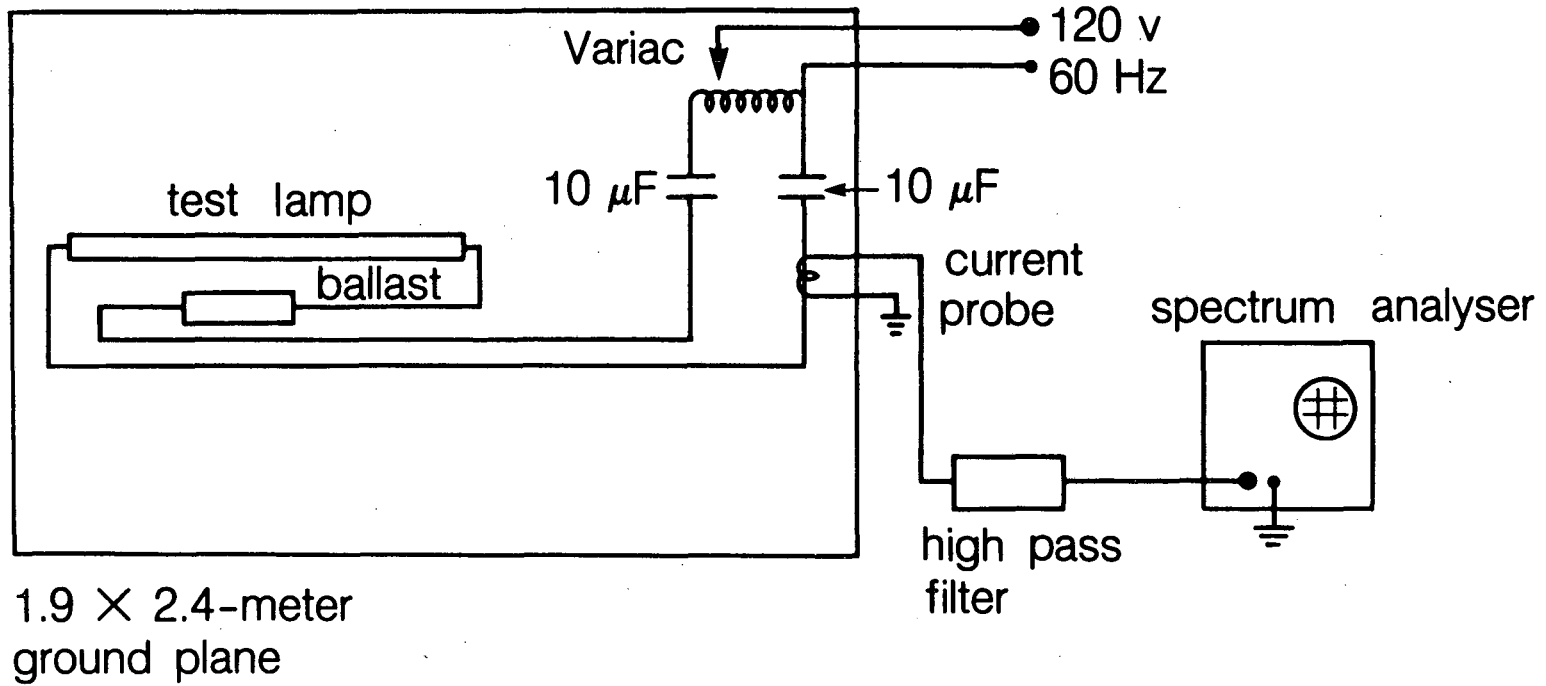 Variac
120 v
60 Hz
10 μF
10 μF
test lamp
ballast
current
probe
spectrum analyser
high pass
filter
1.9 × 2.4-meter
ground plane